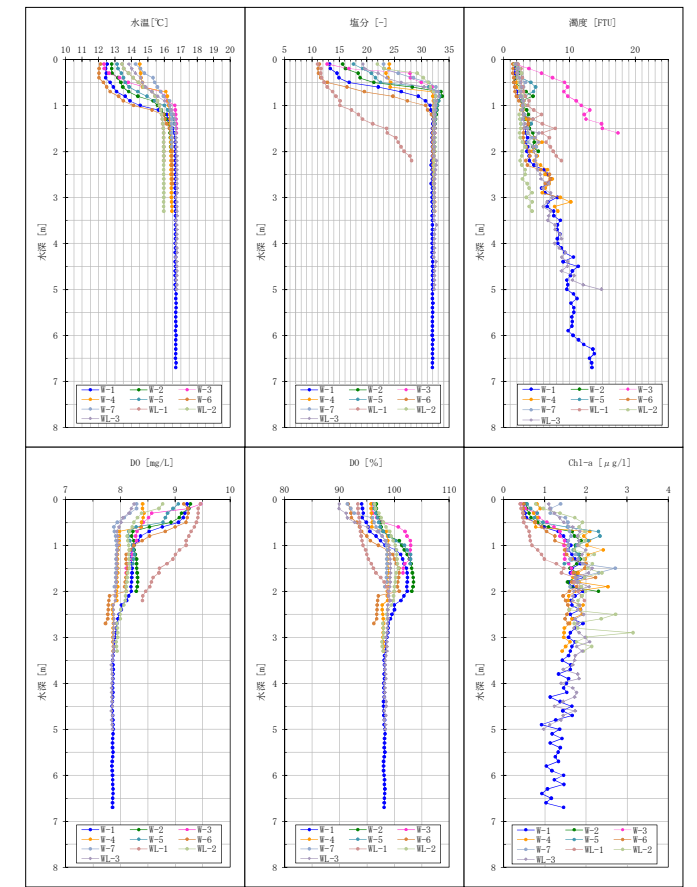 水温[℃]
10 11 12 13 14 15 16 17 18 19 20
0
1
2
3
4
5
6
7
8
水深 [m]
W-1 W-2 W-3
W-4 W-5 W-6
W-7 WL-1 WL-2
WL-3
塩分 [-]
5 10 15 20 25 30 35
0
1
2
3
4
5
6
7
8
水深 [m]
W-1 W-2 W-3
W-4 W-5 W-6
W-7 WL-1 WL-2
WL-3
濁度 [FTU]
0 10 20
0
1
2
3
4
5
6
7
8
水深 [m]
W-1 W-2 W-3
W-4 W-5 W-6
W-7 WL-1 WL-2
WL-3
DO [mg/L]
7 8 9 10
0
1
2
3
4
5
6
7
8
水深 [m]
W-1 W-2 W-3
W-4 W-5 W-6
W-7 WL-1 WL-2
WL-3
DO [%]
80 90 100 110
0
1
2
3
4
5
6
7
8
水深 [m]
W-1 W-2 W-3
W-4 W-5 W-6
W-7 WL-1 WL-2
WL-3
Chl-a [μg/l]
0 1 2 3 4
0
1
2
3
4
5
6
7
8
水深 [m]
W-1 W-2 W-3
W-4 W-5 W-6
W-7 WL-1 WL-2
WL-3